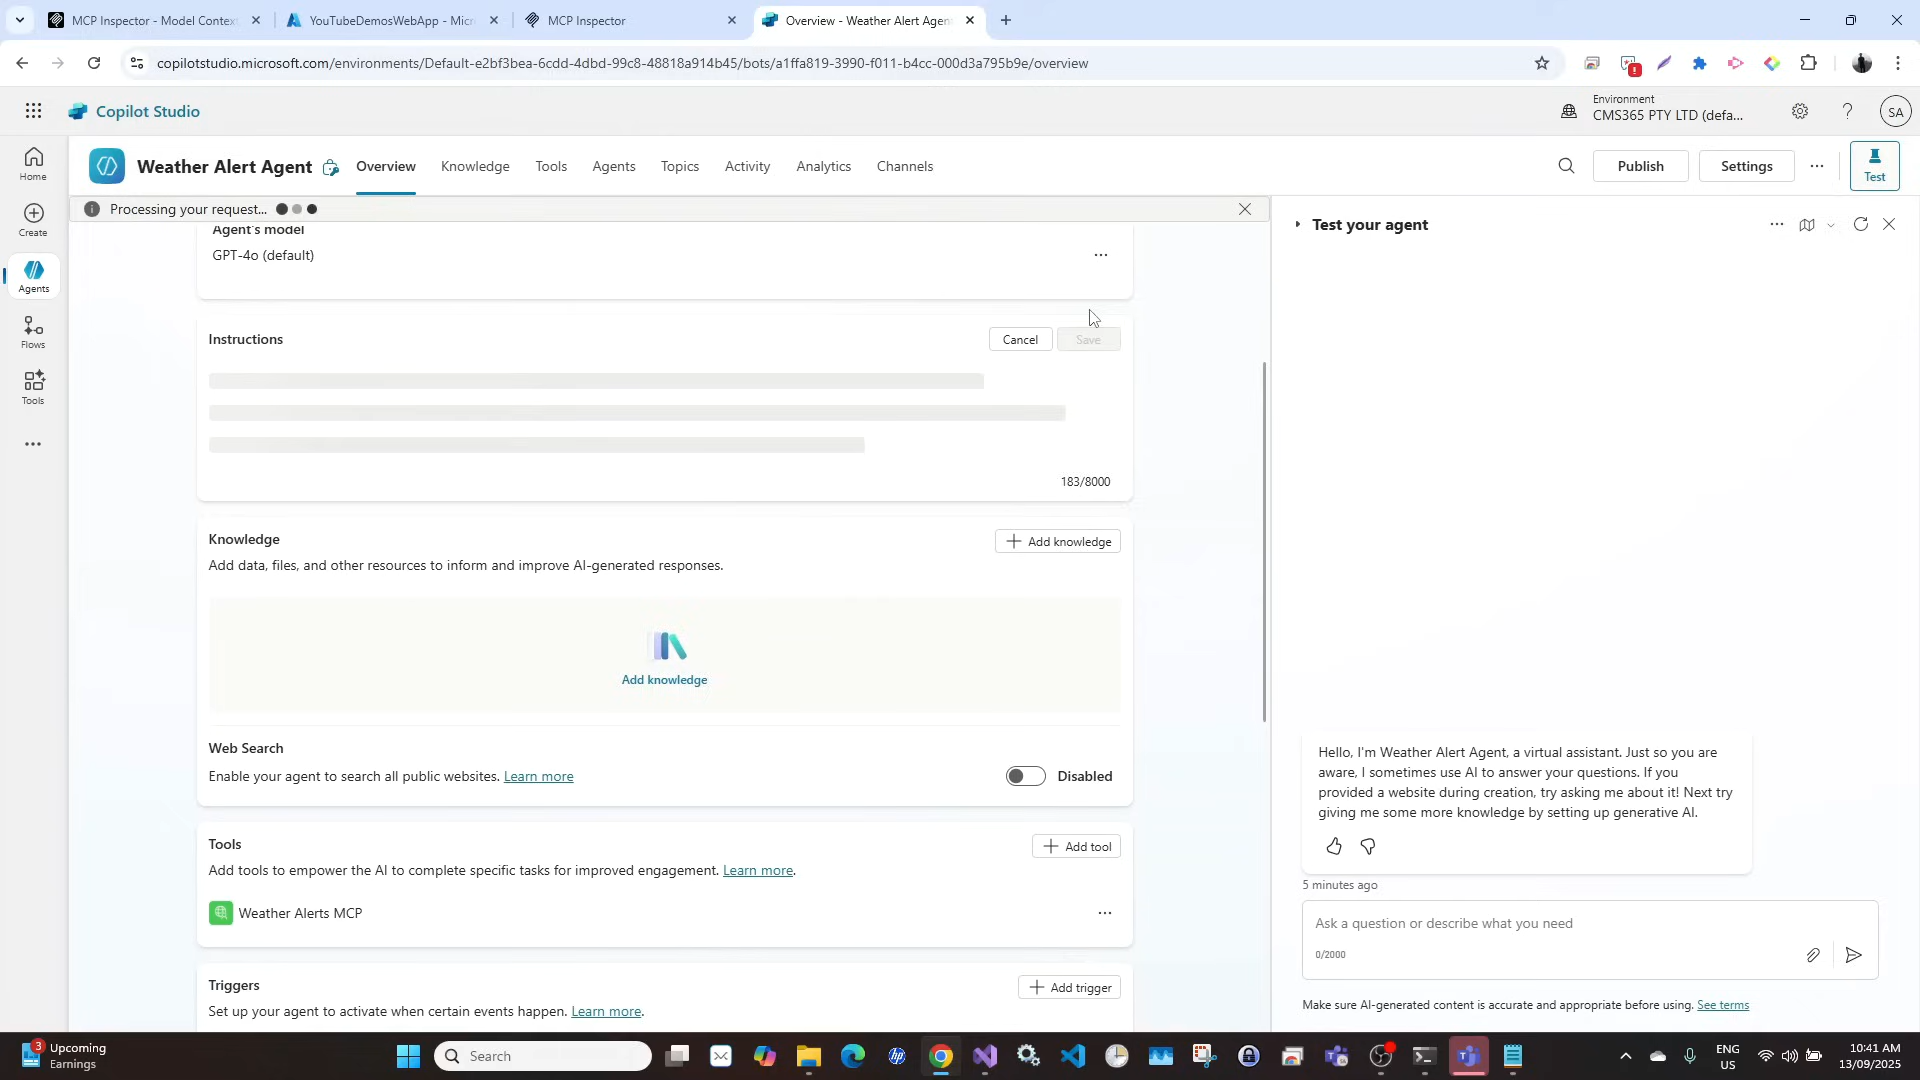 MCP Inspector - Model Context
YouTubeDemosWebApp - Micr
MCP Inspector
Overview - Weather Alert Agent
copilotstudio.microsoft.com/environments/Default-e2bf3bea-6cdd-4dbd-99c8-48818a914b45/bots/a1ffa819-3990-f011-b4cc-000d3a795b9e/overview
Copilot Studio
Environment
CMS365 PTY LTD (defa...
SA
Home
Create
Agents
Flows
Tools
Weather Alert Agent
Overview
Knowledge
Tools
Agents
Topics
Activity
Analytics
Channels
Publish
Settings
Test
Processing your request...
Agent's model
GPT-4o (default)
Instructions
Cancel
Save
183/8000
Knowledge
Add knowledge
Add data, files, and other resources to inform and improve AI-generated responses.
Add knowledge
Web Search
Enable your agent to search all public websites. Learn more
Disabled
Tools
Add tool
Add tools to empower the AI to complete specific tasks for improved engagement. Learn more.
Weather Alerts MCP
Triggers
Add trigger
Set up your agent to activate when certain events happen. Learn more.
Test your agent
Hello, I'm Weather Alert Agent, a virtual assistant. Just so you are
aware, I sometimes use AI to answer your questions. If you
provided a website during creation, try asking me about it! Next try
giving me some more knowledge by setting up generative AI.
5 minutes ago
Ask a question or describe what you need
0/2000
Make sure AI-generated content is accurate and appropriate before using. See terms
3
Upcoming
Earnings
Search
hp
ENG
US
10:41 AM
13/09/2025